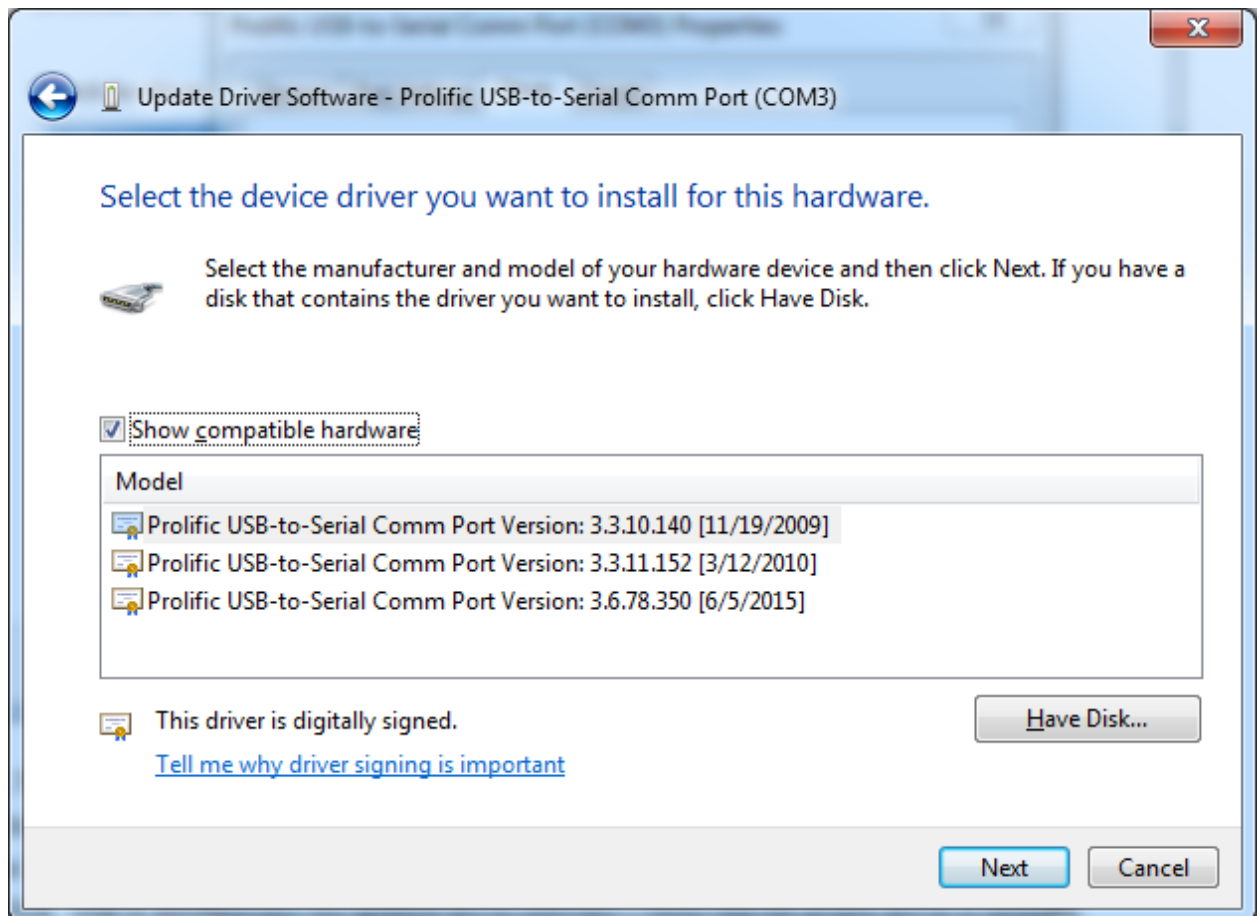 Update Driver Software - Prolific USB-to-Serial Comm Port (COM3)
Select the device driver you want to install for this hardware.
Select the manufacturer and model of your hardware device and then click Next. If you have a
disk that contains the driver you want to install, click Have Disk.
Show compatible hardware
Model
Prolific USB-to-Serial Comm Port Version: 3.3.10.140 [11/19/2009]
Prolific USB-to-Serial Comm Port Version: 3.3.11.152 [3/12/2010]
Prolific USB-to-Serial Comm Port Version: 3.6.78.350 [6/5/2015]
This driver is digitally signed.
Have Disk...
Tell me why driver signing is important
Next
Cancel